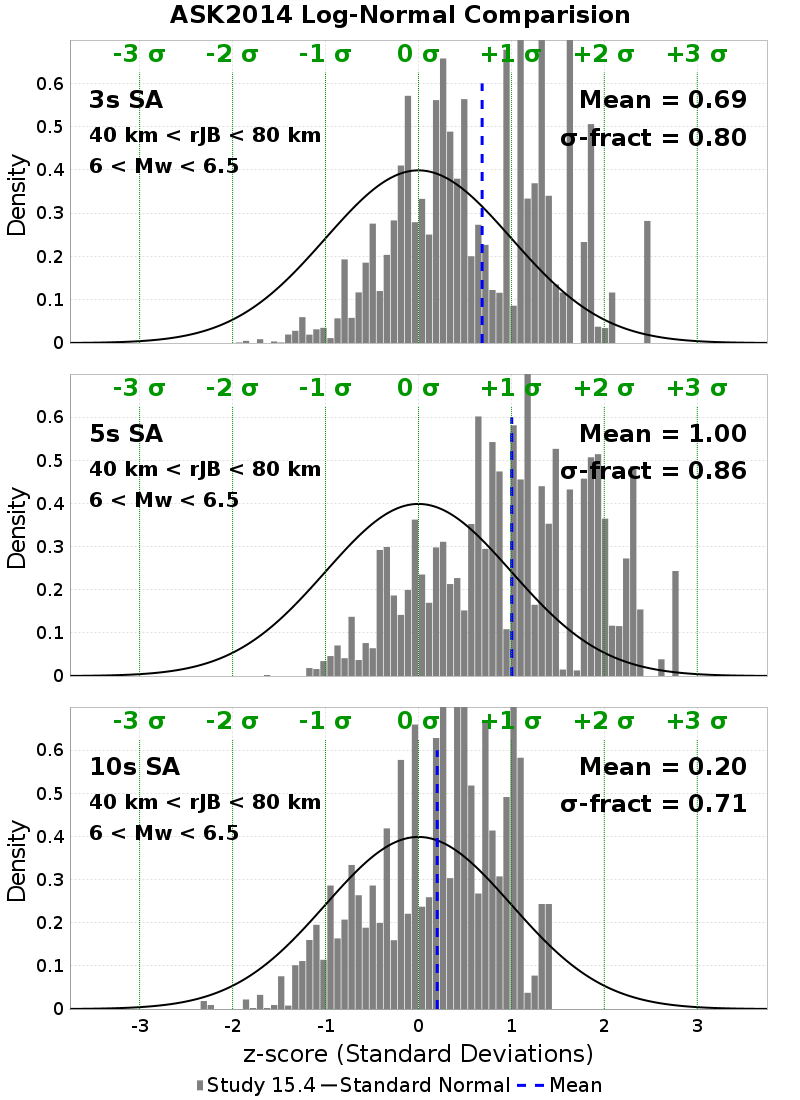 ASK2014 Log-Normal Comparision
-3 σ -2 σ -1 σ 0 σ +1 σ +2 σ +3 σ
3s SA
40 km < rJB < 80 km
6 < Mw < 6.5
Mean = 0.69
σ-fract = 0.80
Density
0.6
0.5
0.4
0.3
0.2
0.1
0
-3 σ -2 σ -1 σ 0 σ +1 σ +2 σ +3 σ
5s SA
40 km < rJB < 80 km
6 < Mw < 6.5
Mean = 1.00
σ-fract = 0.86
Density
0.6
0.5
0.4
0.3
0.2
0.1
0
-3 σ -2 σ -1 σ 0 σ +1 σ +2 σ +3 σ
10s SA
40 km < rJB < 80 km
6 < Mw < 6.5
Mean = 0.20
σ-fract = 0.71
Density
0.6
0.5
0.4
0.3
0.2
0.1
0
-3 -2 -1 0 1 2 3
z-score (Standard Deviations)
Study 15.4 Standard Normal Mean